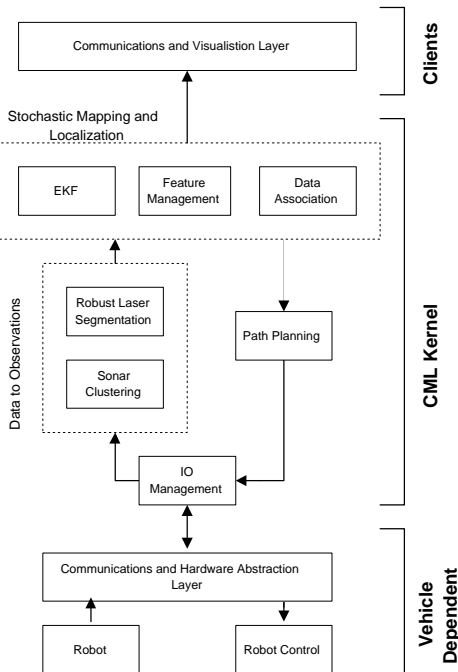 Communications and Visualistion Layer
Clients
Stochastic Mapping and
Localization
EKF
Feature
Management
Data
Association
CML Kernel
Data to Observations
Robust Laser
Segmentation
Sonar
Clustering
Path Planning
IO
Management
Communications and Hardware Abstraction
Layer
Vehicle
Dependent
Robot
Robot Control